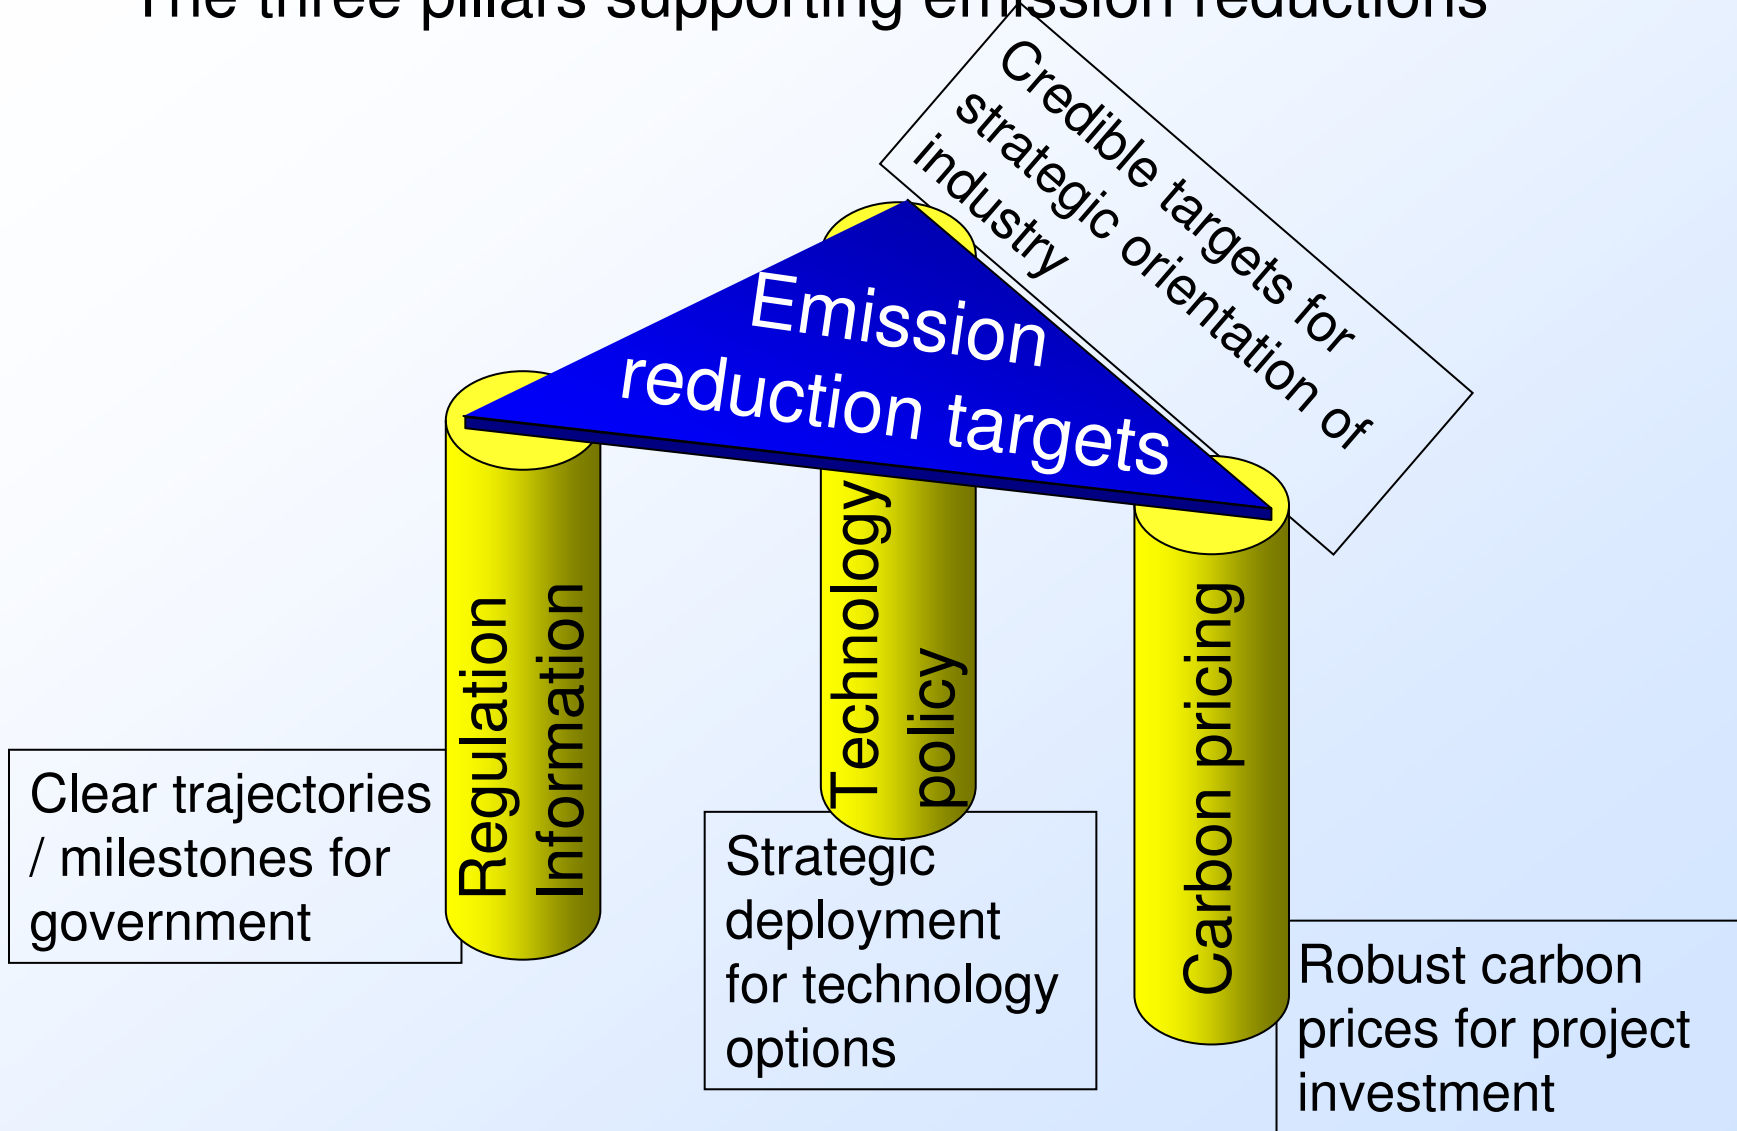 The three pillars supporting emission reductions
Credible targets for
strategic orientation of
industry
Emission
reduction targets
Regulation
Information
Technology
policy
Carbon pricing
Clear trajectories
/ milestones for
government
Strategic
deployment
for technology
options
Robust carbon
prices for project
investment